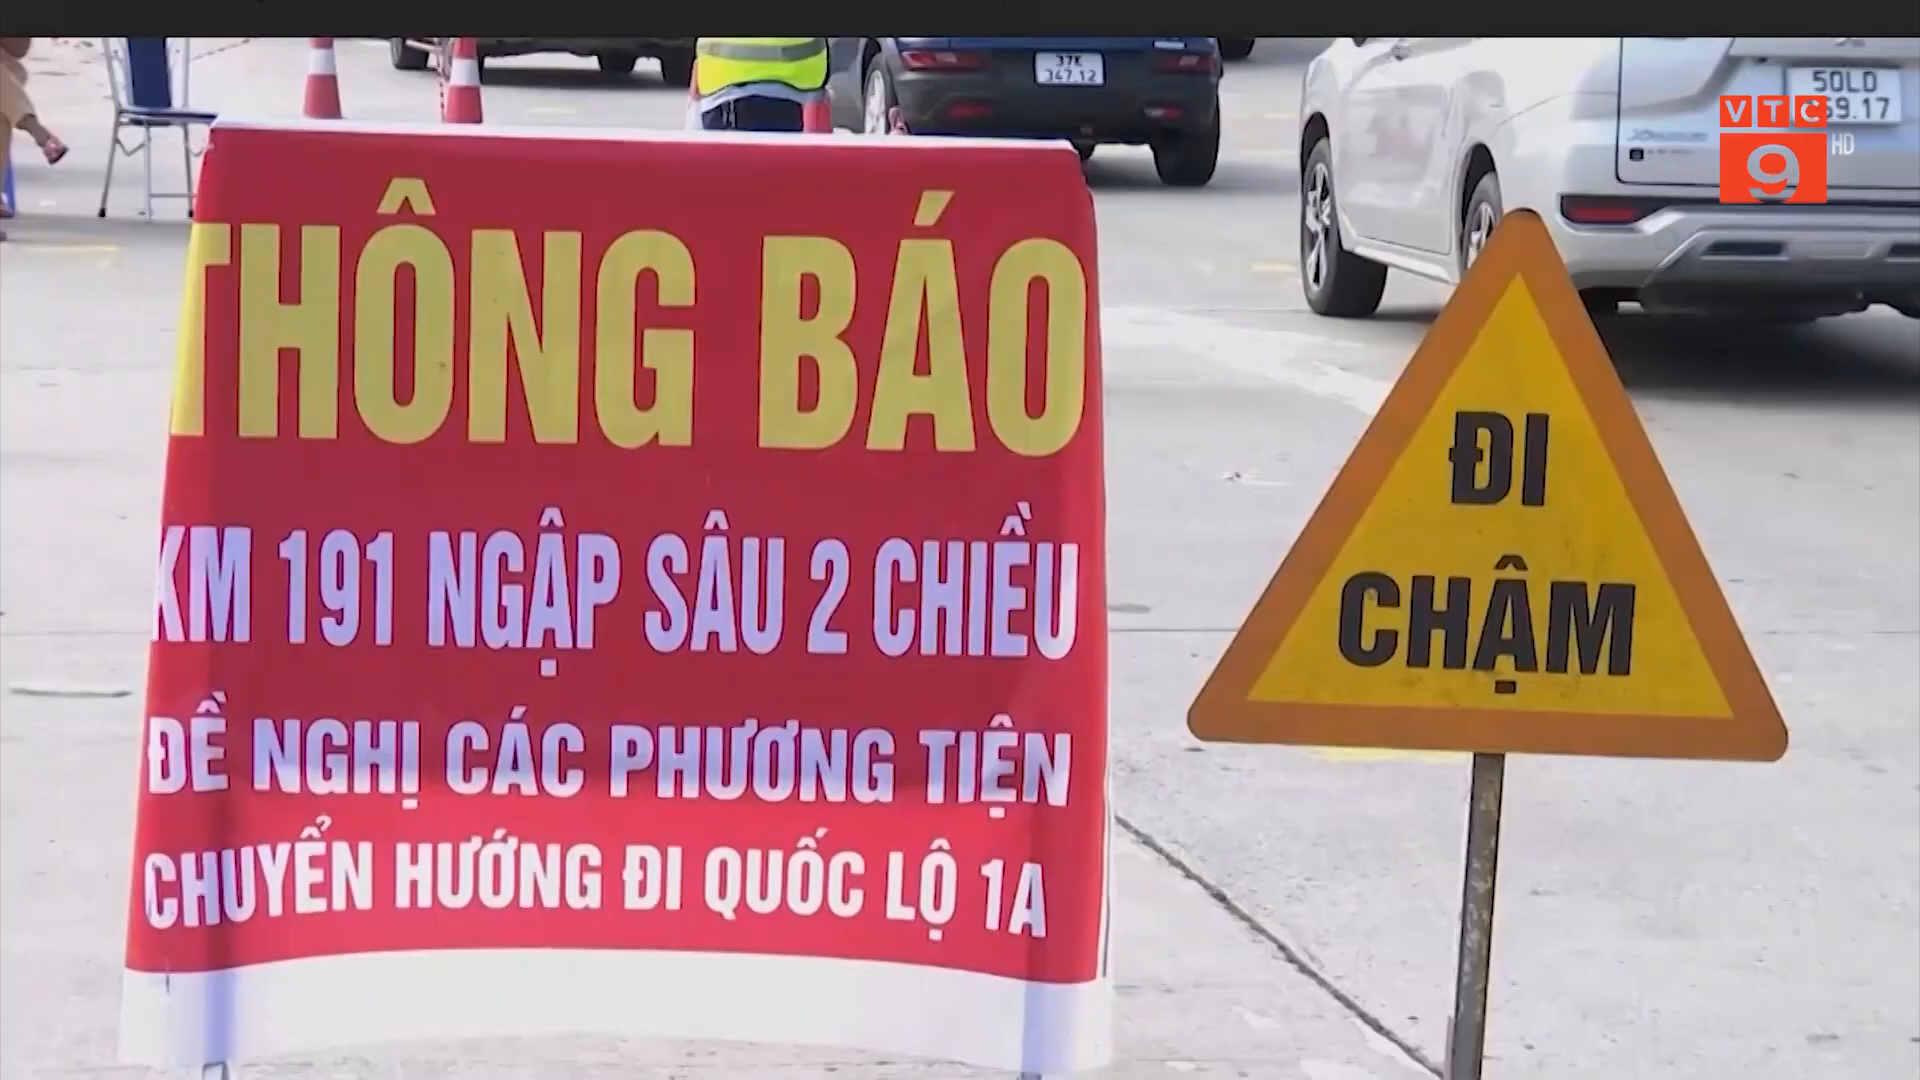 37K
347.12
50LD
VTC
9
HD
THÔNG BÁO
KM 191 NGẬP SÂU 2 CHIỀU
ĐỀ NGHỊ CÁC PHƯƠNG TIỆN
CHUYỂN HƯỚNG ĐI QUỐC LỘ 1A
ĐI
CHẬM